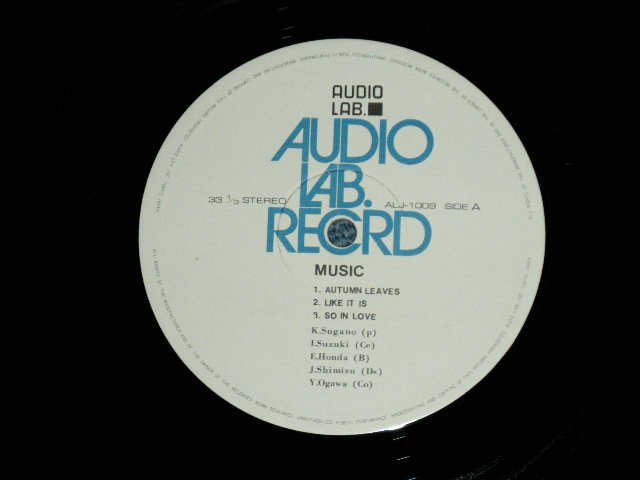 AUDIO
LAB.
AUDIO
LAB.
RECORD
33 1/3 STEREO
ALJ-1009 SIDE A
MUSIC
1. AUTUMN LEAVES
2. LIKE IT IS
3. SO IN LOVE
K.Sugano (p)
I.Suzuki (Ce)
E.Honda (B)
J.Shimizu (Ds)
Y.Ogawa (Co)